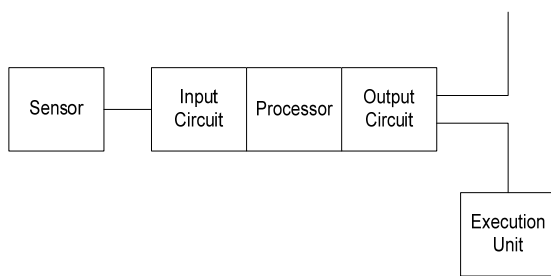 Sensor
Input
Circuit
Processor
Output
Circuit
Execution
Unit